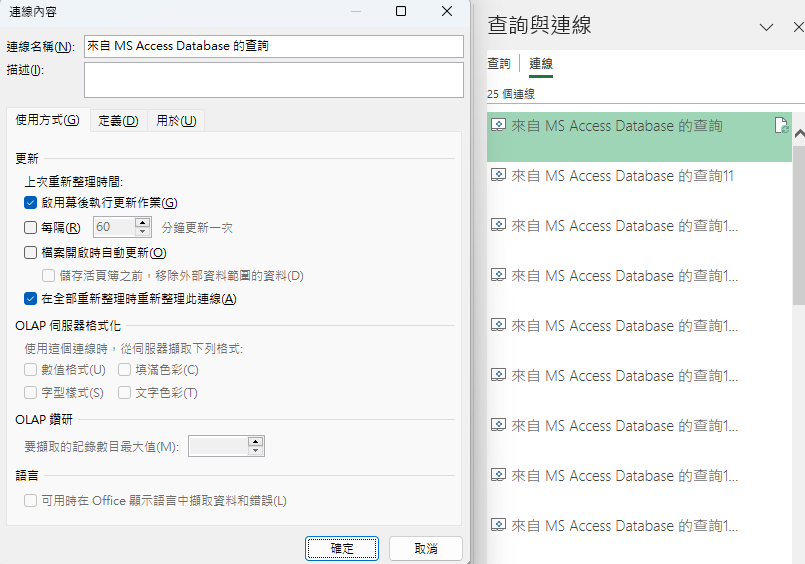 連線內容
連線名稱(N):
來自 MS Access Database 的查詢
描述(I):
使用方式(G)
定義(D)
用於(U)
更新
上次重新整理時間:
啟用幕後執行更新作業(G)
每隔(R) 60 分鐘更新一次
檔案開啟時自動更新(O)
儲存活頁簿之前，移除外部資料範圍的資料(D)
在全部重新整理時重新整理此連線(A)
OLAP 伺服器格式化
使用這個連線時，從伺服器擷取下列格式:
數值格式(U)
填滿色彩(C)
字型樣式(S)
文字色彩(T)
OLAP 鑽研
要擷取的記錄數目最大值(M):
語言
可用時在 Office 顯示語言中擷取資料和錯誤(L)
確定
取消
查詢與連線
查詢
連線
25 個連線
來自 MS Access Database 的查詢
來自 MS Access Database 的查詢11
來自 MS Access Database 的查詢1...
來自 MS Access Database 的查詢1...
來自 MS Access Database 的查詢1...
來自 MS Access Database 的查詢1...
來自 MS Access Database 的查詢1...
來自 MS Access Database 的查詢1...
來自 MS Access Database 的查詢1...